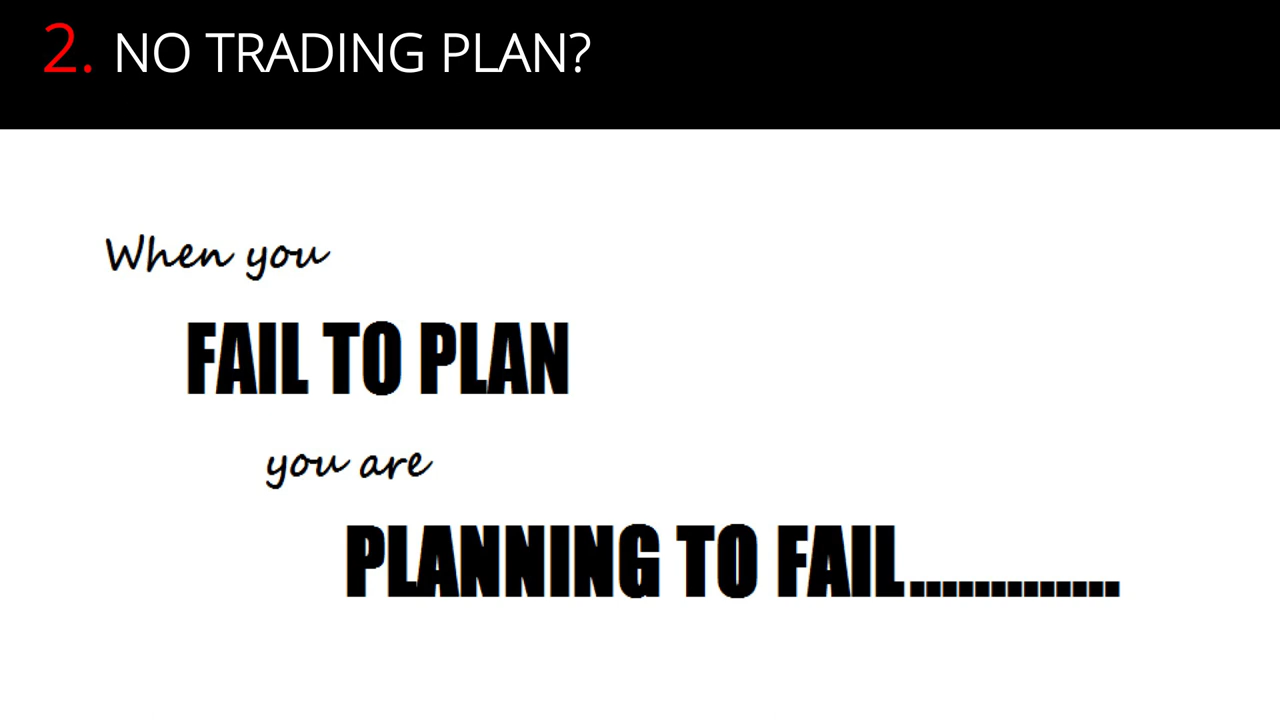 2. NO TRADING PLAN?
When you
FAIL TO PLAN
you are
PLANNING TO FAIL.............